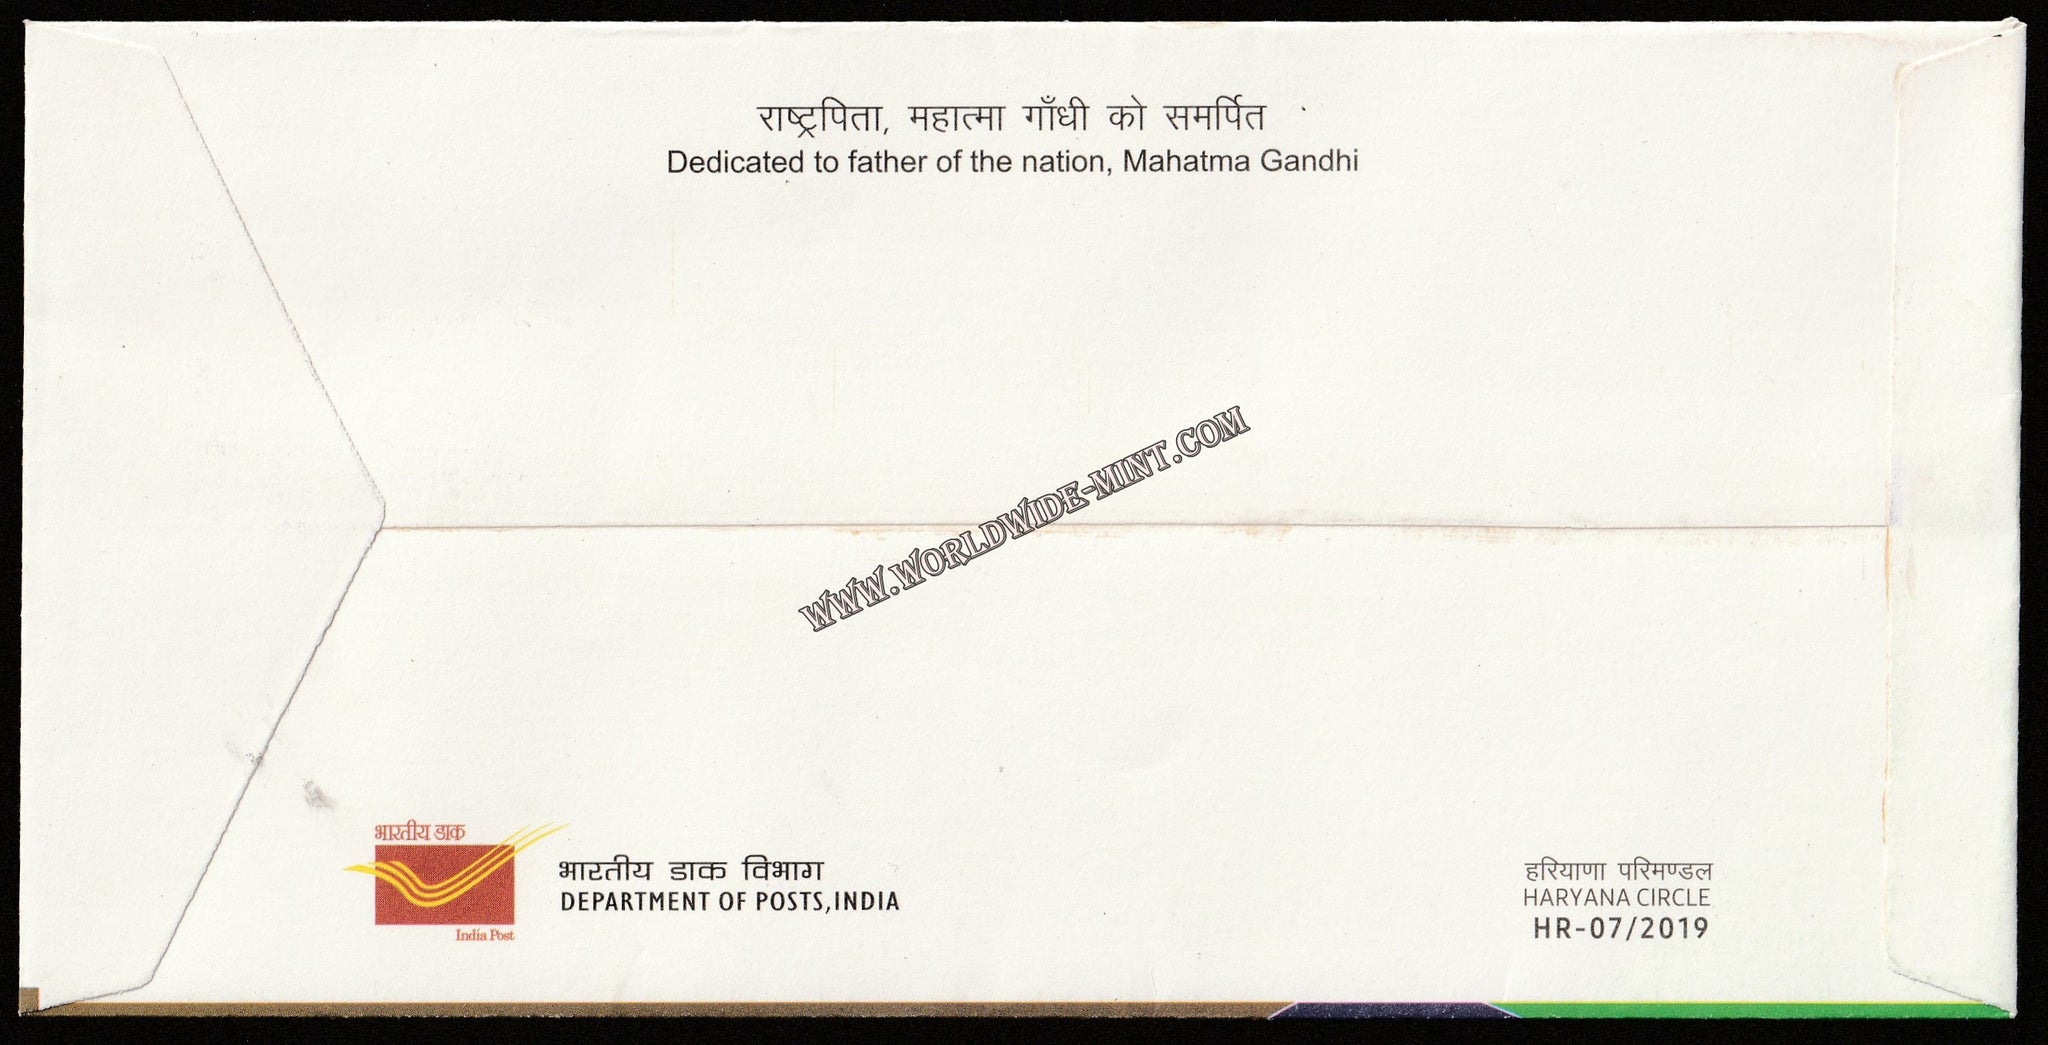 राष्ट्रपिता, महात्मा गाँधी को समर्पित
Dedicated to father of the nation, Mahatma Gandhi
WWW.WORLDWIDE-MINT.COM
भारतीय डाक
India Post
भारतीय डाक विभाग
DEPARTMENT OF POSTS,INDIA
हरियाणा परिमण्डल
HARYANA CIRCLE
HR-07/2019